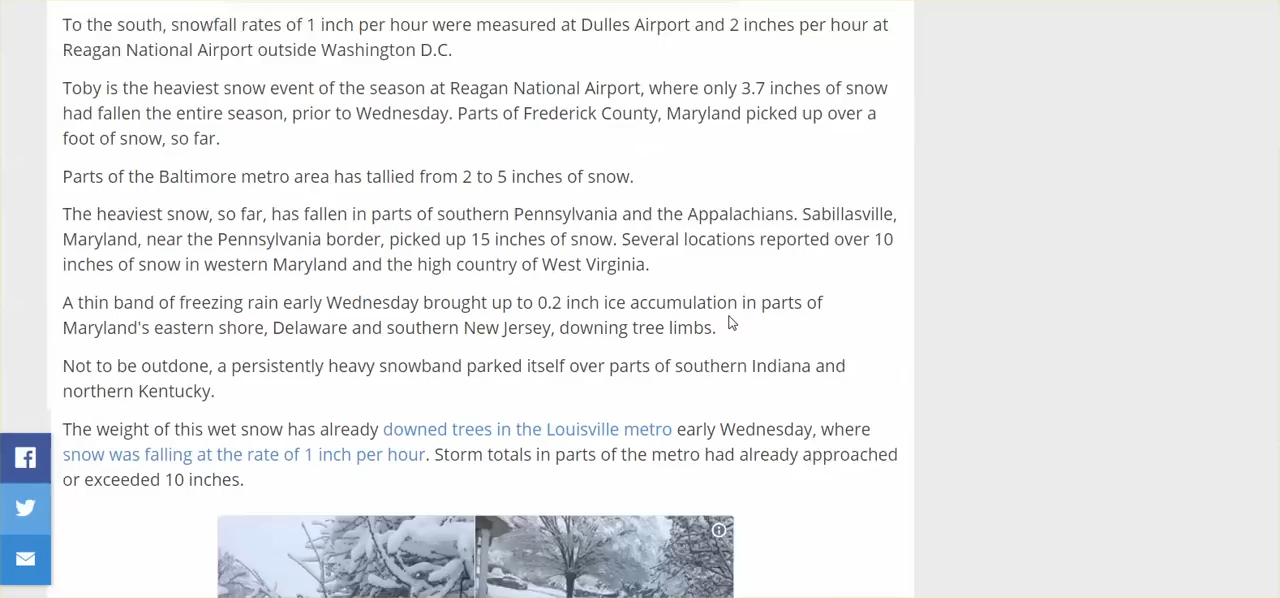 To the south, snowfall rates of 1 inch per hour were measured at Dulles Airport and 2 inches per hour at
Reagan National Airport outside Washington D.C.
Toby is the heaviest snow event of the season at Reagan National Airport, where only 3.7 inches of snow
had fallen the entire season, prior to Wednesday. Parts of Frederick County, Maryland picked up over a
foot of snow, so far.
Parts of the Baltimore metro area has tallied from 2 to 5 inches of snow.
The heaviest snow, so far, has fallen in parts of southern Pennsylvania and the Appalachians. Sabillasville,
Maryland, near the Pennsylvania border, picked up 15 inches of snow. Several locations reported over 10
inches of snow in western Maryland and the high country of West Virginia.
A thin band of freezing rain early Wednesday brought up to 0.2 inch ice accumulation in parts of
Maryland's eastern shore, Delaware and southern New Jersey, downing tree limbs.
Not to be outdone, a persistently heavy snowband parked itself over parts of southern Indiana and
northern Kentucky.
The weight of this wet snow has already downed trees in the Louisville metro early Wednesday, where
snow was falling at the rate of 1 inch per hour. Storm totals in parts of the metro had already approached
or exceeded 10 inches.